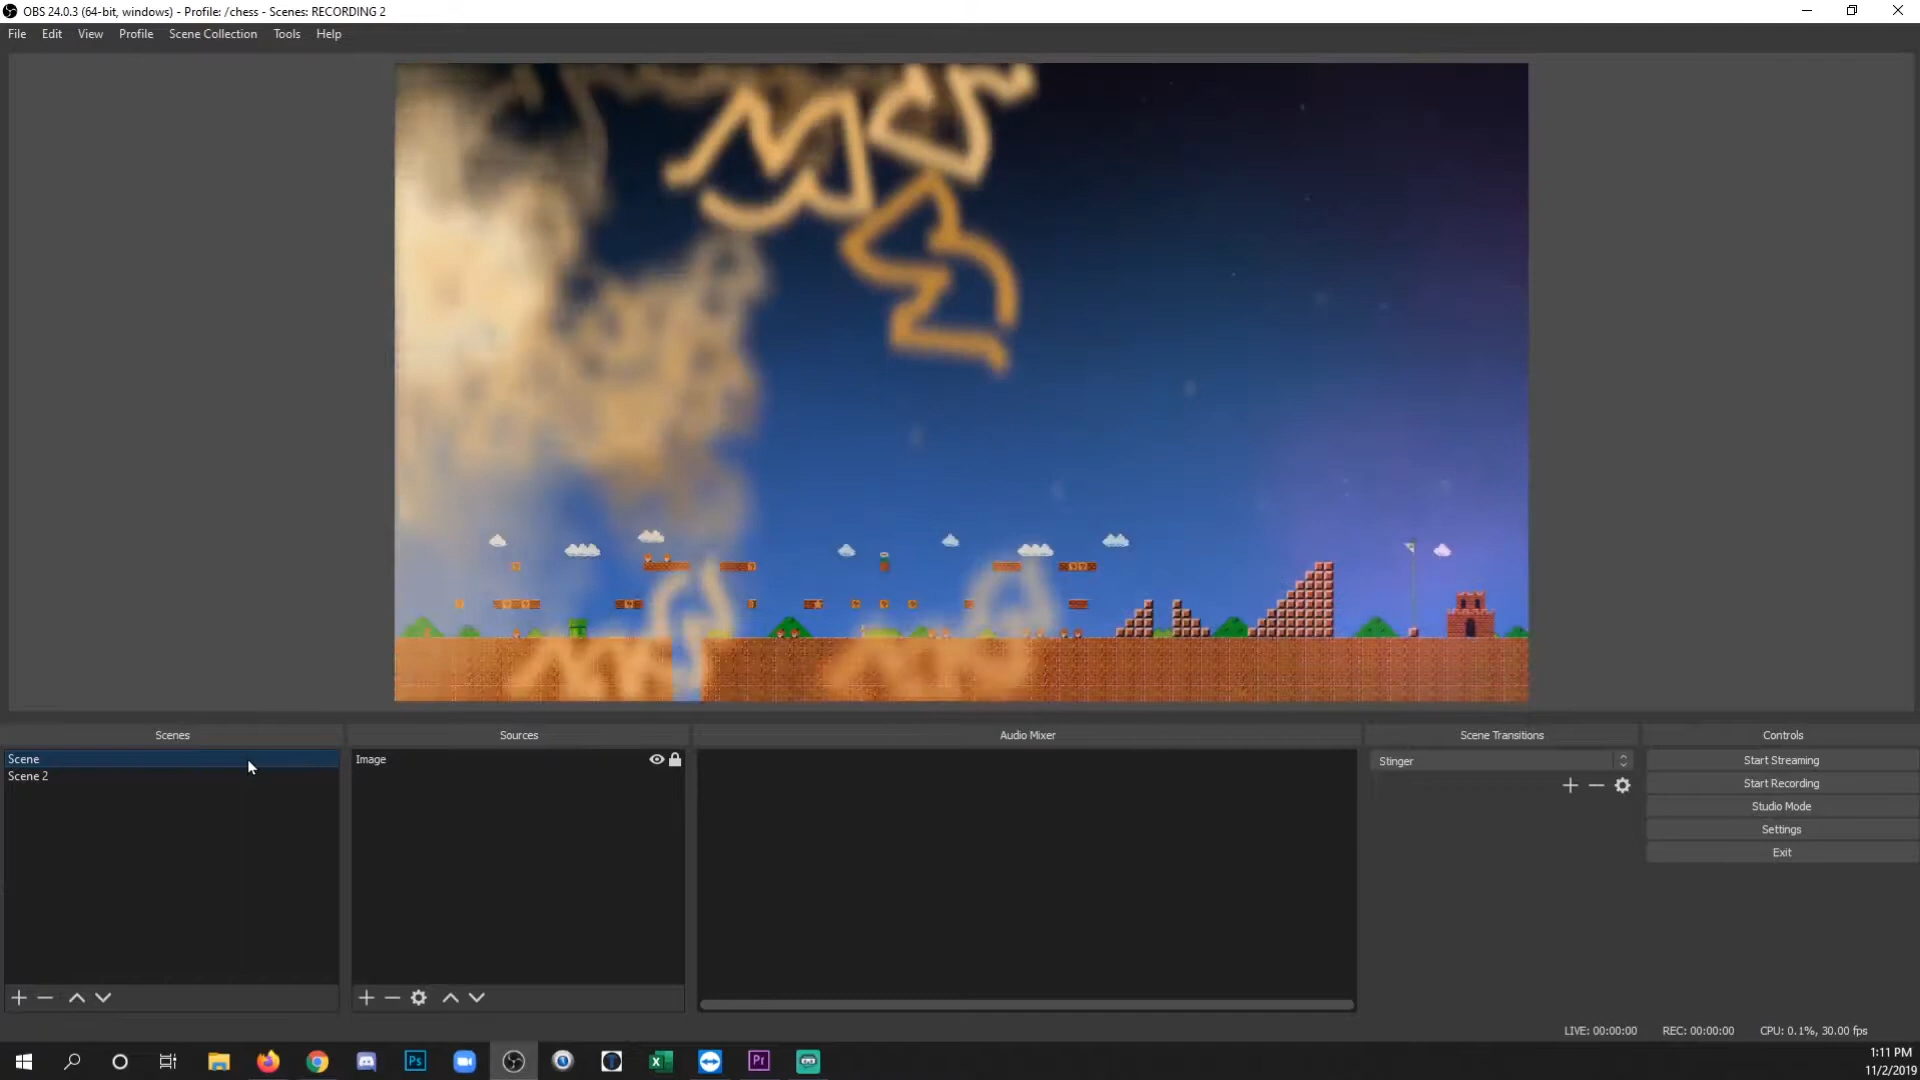 OBS 24.0.3 (64-bit, windows) - Profile: /chess - Scenes: RECORDING 2
File Edit View Profile Scene Collection Tools Help
Scenes Sources Audio Mixer Scene Transitions Controls
Scene
Scene 2
Image
Stinger
Start Streaming
Start Recording
Studio Mode
Settings
Exit
LIVE: 00:00:00 REC: 00:00:00 CPU: 0.1%, 30.00 fps
Ps
Pr
1:11 PM
11/2/2019